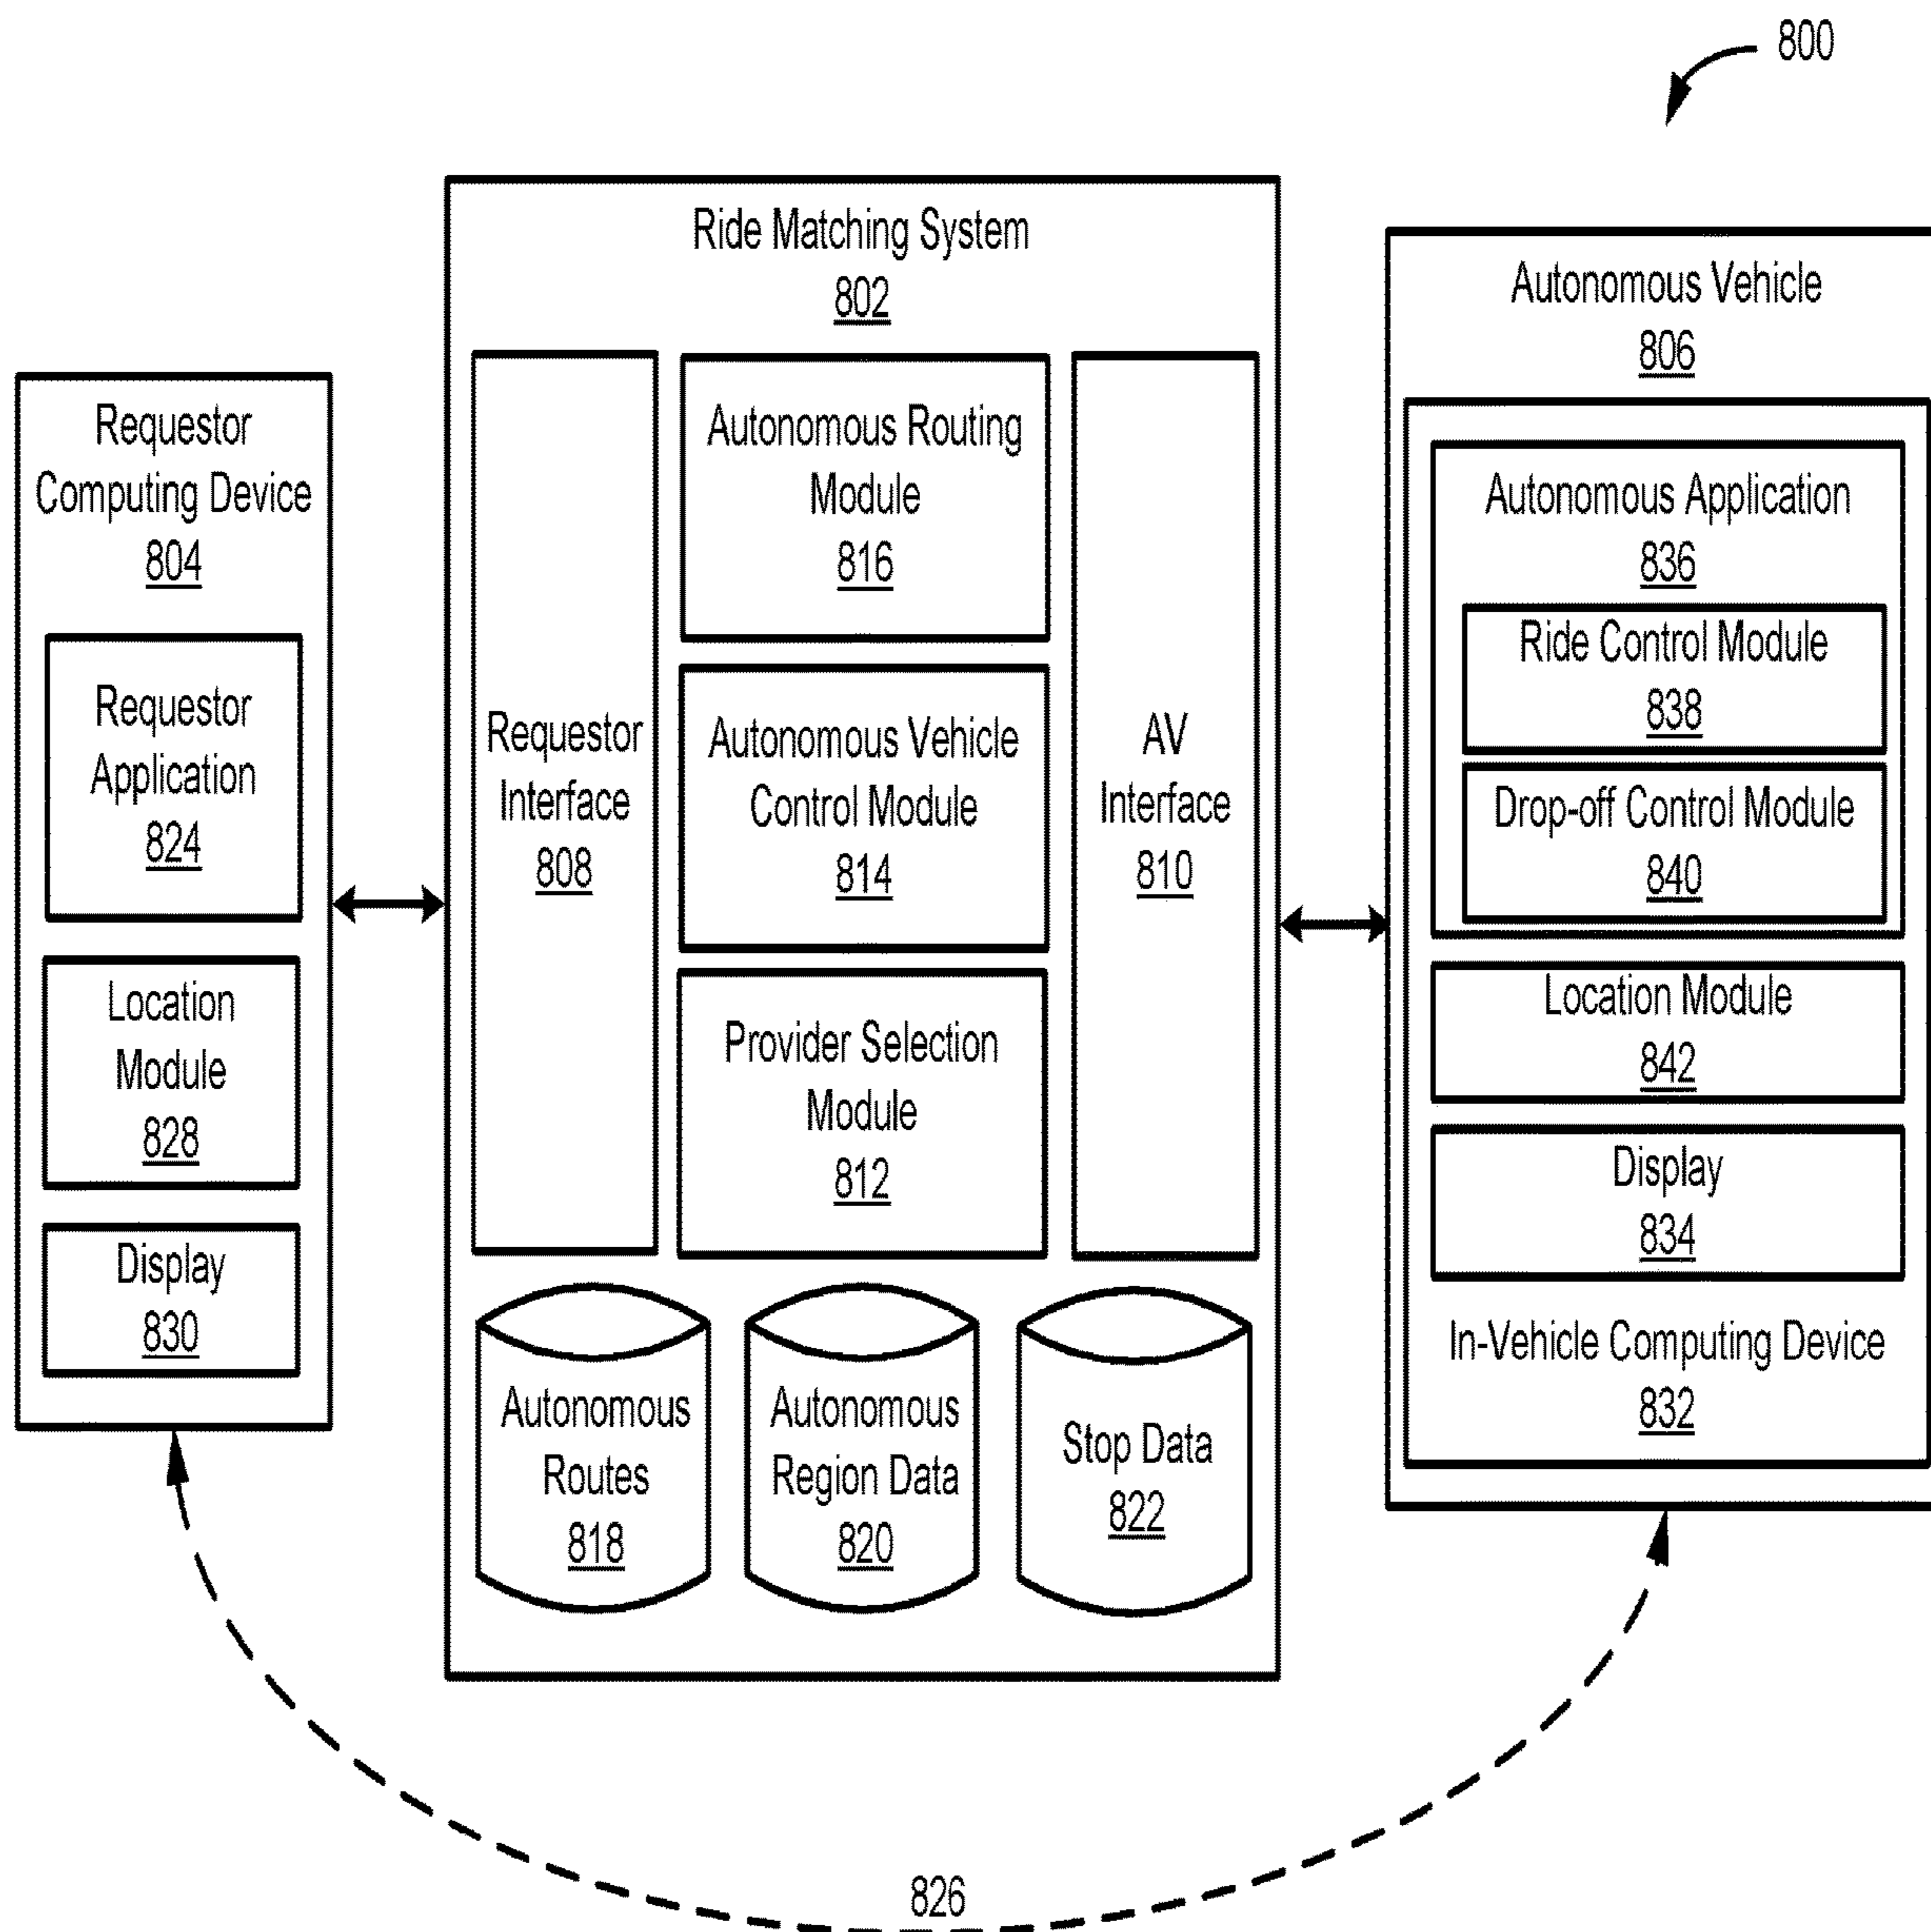 800
Ride Matching System
802
Autonomous Vehicle
806
Requestor
Computing Device
804
Requestor
Application
824
Location
Module
828
Display
830
Requestor
Interface
808
Autonomous Routing
Module
816
Autonomous Vehicle
Control Module
814
Provider Selection
Module
812
AV
Interface
810
Autonomous
Routes
818
Autonomous
Region Data
820
Stop Data
822
Autonomous Application
836
Ride Control Module
838
Drop-off Control Module
840
Location Module
842
Display
834
In-Vehicle Computing Device
832
826